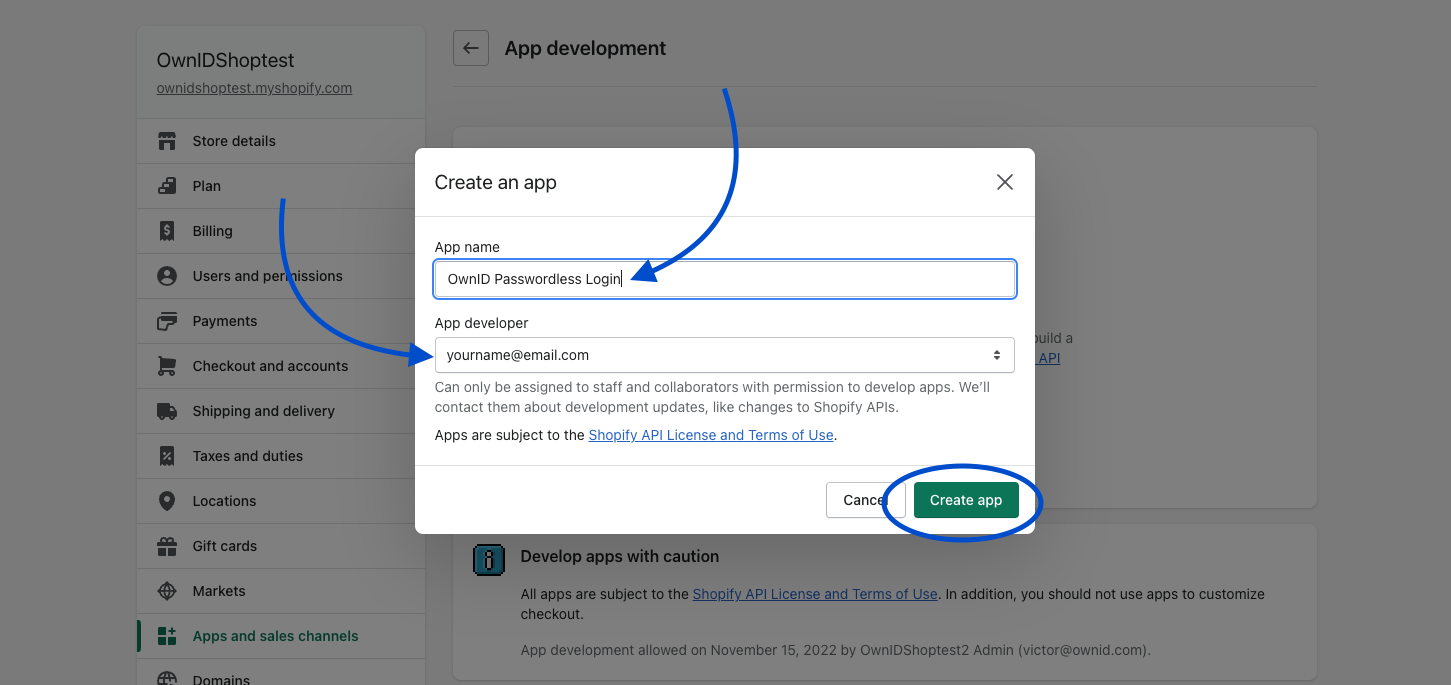 OwnIDShoptest
ownidshoptest.myshopify.com
Store details
Plan
Billing
Users and permissions
Payments
Checkout and accounts
Shipping and delivery
Taxes and duties
Locations
Gift cards
Markets
Apps and sales channels
Domains
App development
Create an app
App name
OwnID Passwordless Login
App developer
yourname@email.com
Can only be assigned to staff and collaborators with permission to develop apps. We'll
contact them about development updates, like changes to Shopify APIs.
Apps are subject to the Shopify API License and Terms of Use.
Cancel
Create app
a
API
Develop apps with caution
All apps are subject to the Shopify API License and Terms of Use. In addition, you should not use apps to customize
checkout.
App development allowed on November 15, 2022 by OwnIDShoptest2 Admin (victor@ownid.com).